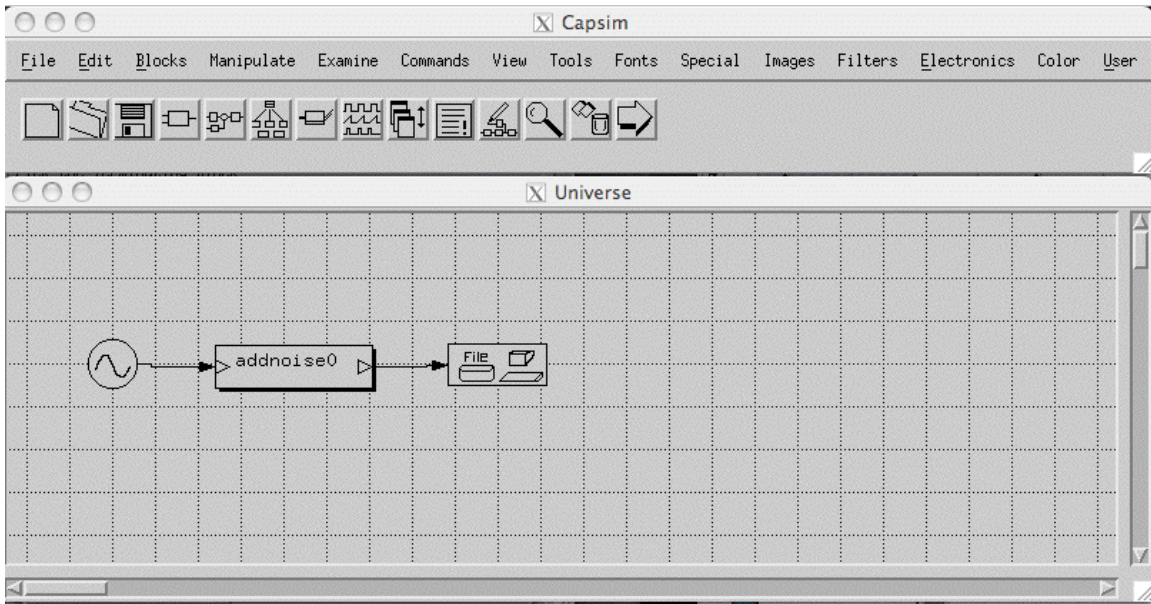 X Capsim
File Edit Blocks Manipulate Examine Commands View Tools Fonts Special Images Filters Electronics Color User
X Universe
addnoise0
File